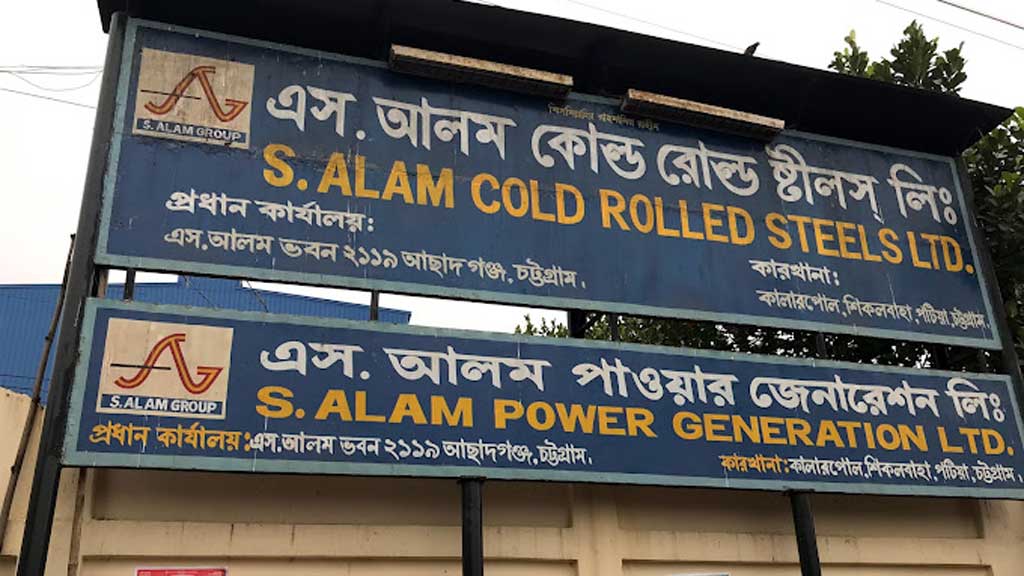 S. ALAM GROUP
এস. আলম কোল্ড রোল্ড ষ্টীলস্ লিঃ
S. ALAM COLD ROLLED STEELS LTD.
প্রধান কার্যালয়:
এস.আলম ভবন ২১১৯ আছাদগঞ্জ, চট্টগ্রাম.
কারখানা:
কালারপোল,শিকলবাহা,পটিয়া,চট্টগ্রাম.
S. ALAM GROUP
এস. আলম পাওয়ার জেনারেশন লিঃ
S. ALAM POWER GENERATION LTD.
প্রধান কার্যালয়:এস.আলম ভবন ২১১৯ আছাদগঞ্জ,চট্টগ্রাম.
কারখানা:কালারপোল,শিকলবাহা,পটিয়া,চট্টগ্রাম.